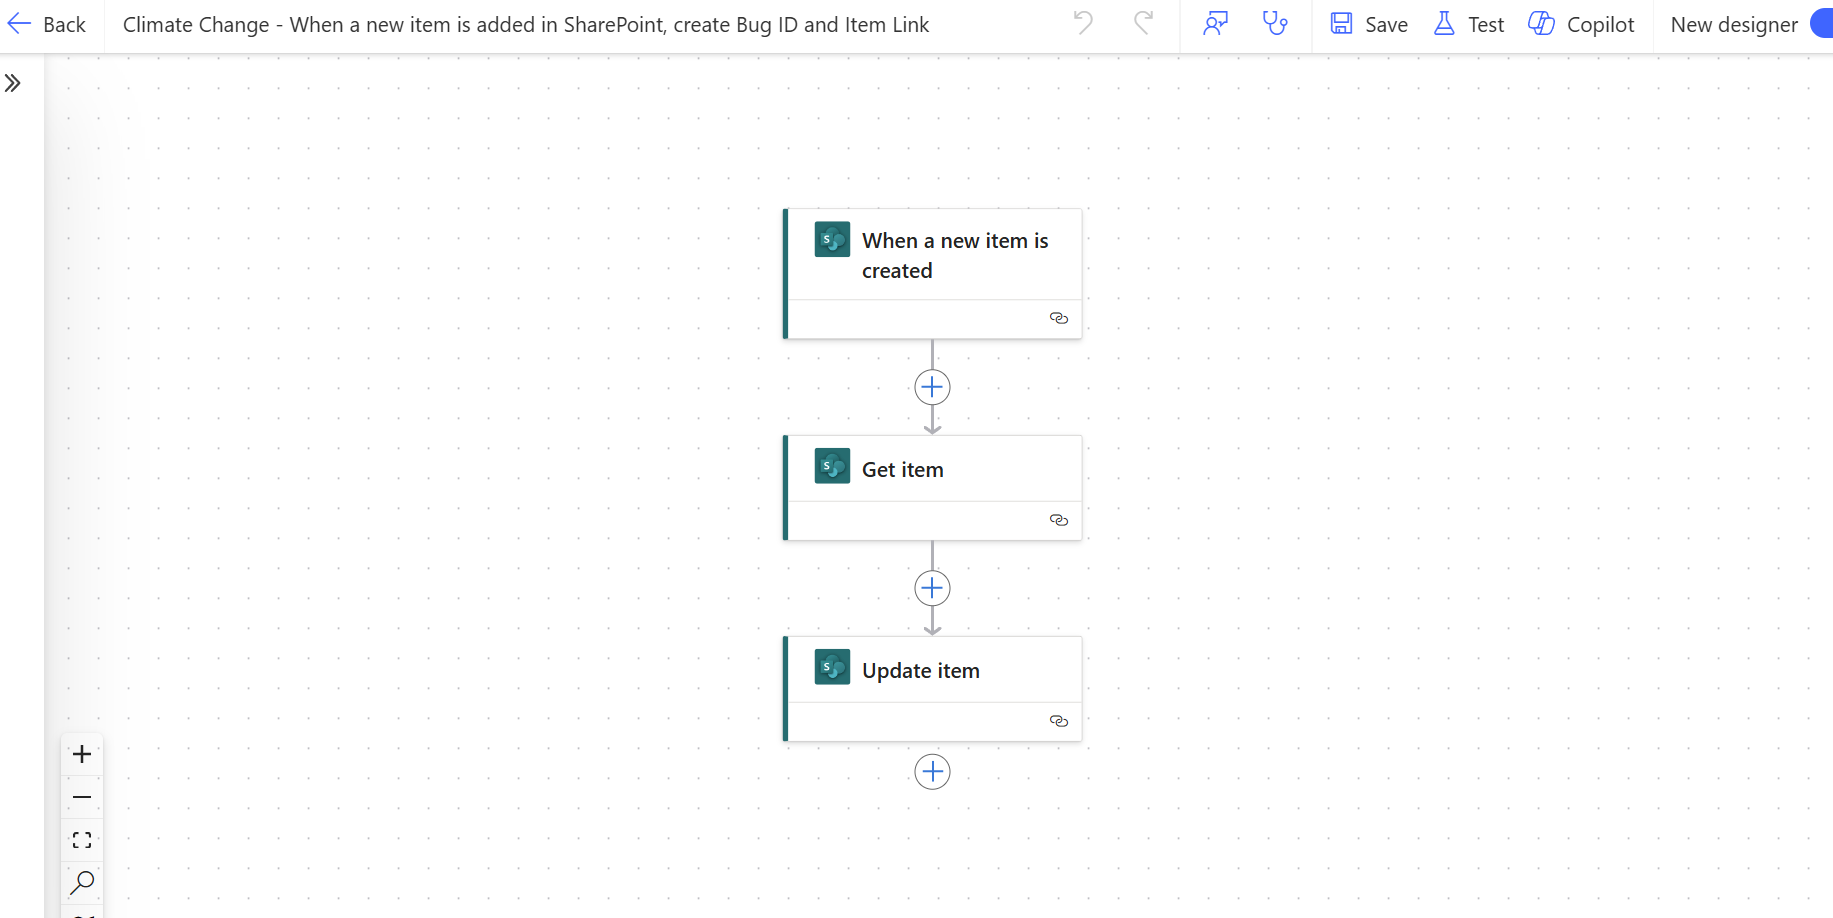 Back
Climate Change - When a new item is added in SharePoint, create Bug ID and Item Link
Save
Test
Copilot
New designer
When a new item is
created
Get item
Update item